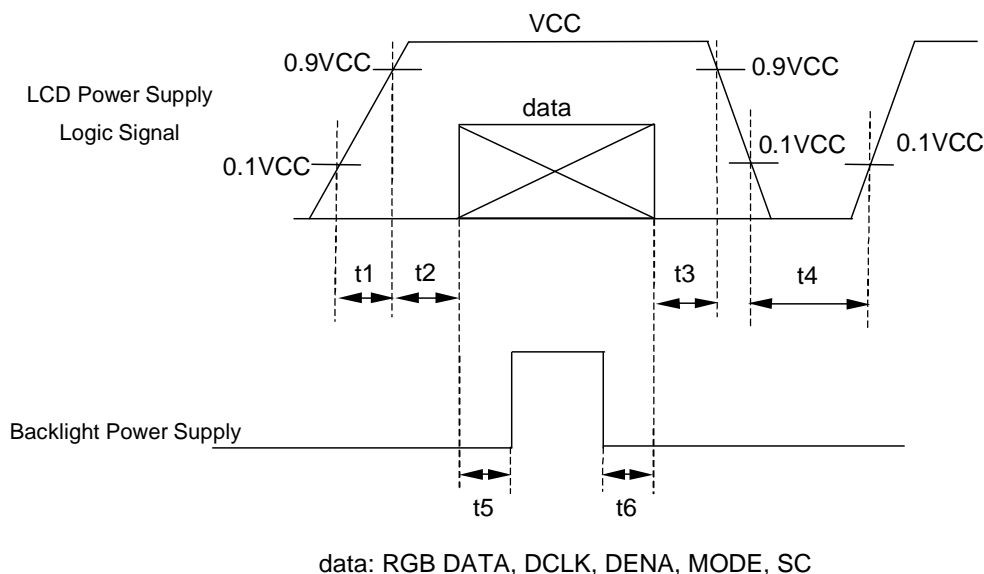 VCC
0.9VCC
0.9VCC
LCD Power Supply
Logic Signal
data
0.1VCC
0.1VCC
0.1VCC
t1
t2
t3
t4
Backlight Power Supply
t5
t6
data: RGB DATA, DCLK, DENA, MODE, SC